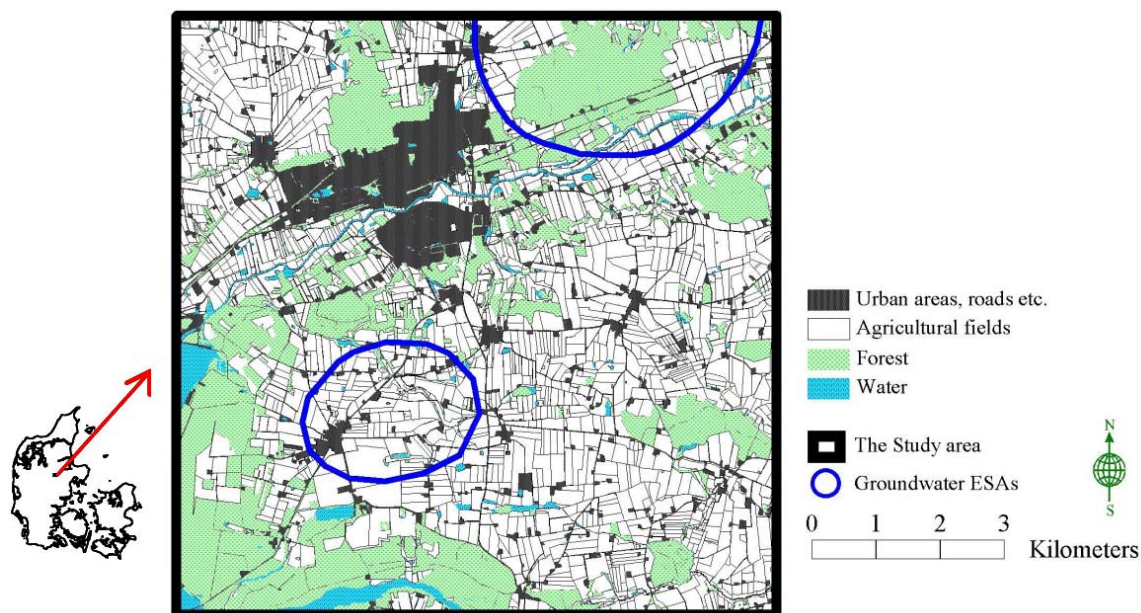 Urban areas, roads etc.
Agricultural fields
Forest
Water
The Study area
Groundwater ESAs
N
S
0 1 2 3
Kilometers